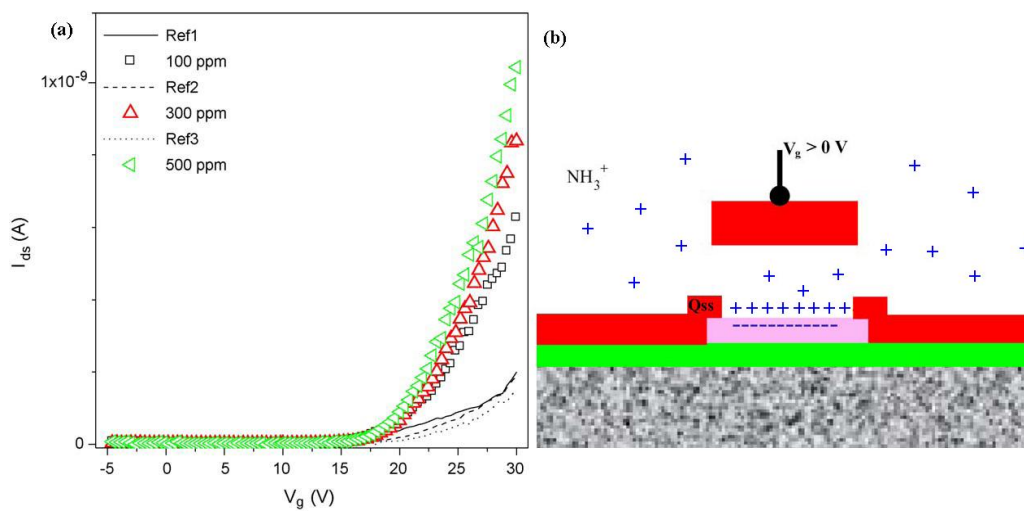 (a)
Ref1
100 ppm
Ref2
300 ppm
Ref3
500 ppm
1x10⁻⁹
0
I_ds (A)
-5 0 5 10 15 20 25 30
V_g (V)
(b)
V_g > 0 V
NH₃⁺
Qss